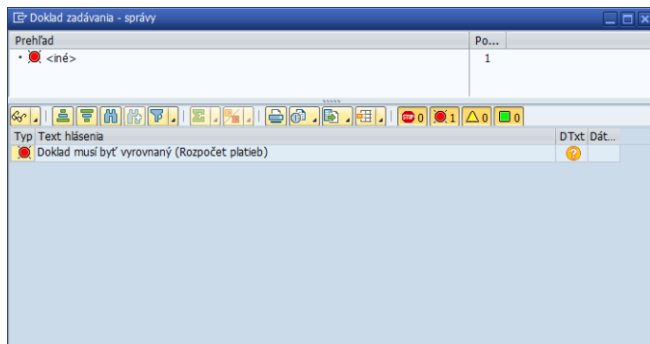 Doklad zadávania - správy
Prehľad Po...
<iné> 1
STOP 0 1 0 0
Typ Text hlásenia DTxt Dát...
Doklad musí byť vyrovnaný (Rozpočet platieb)